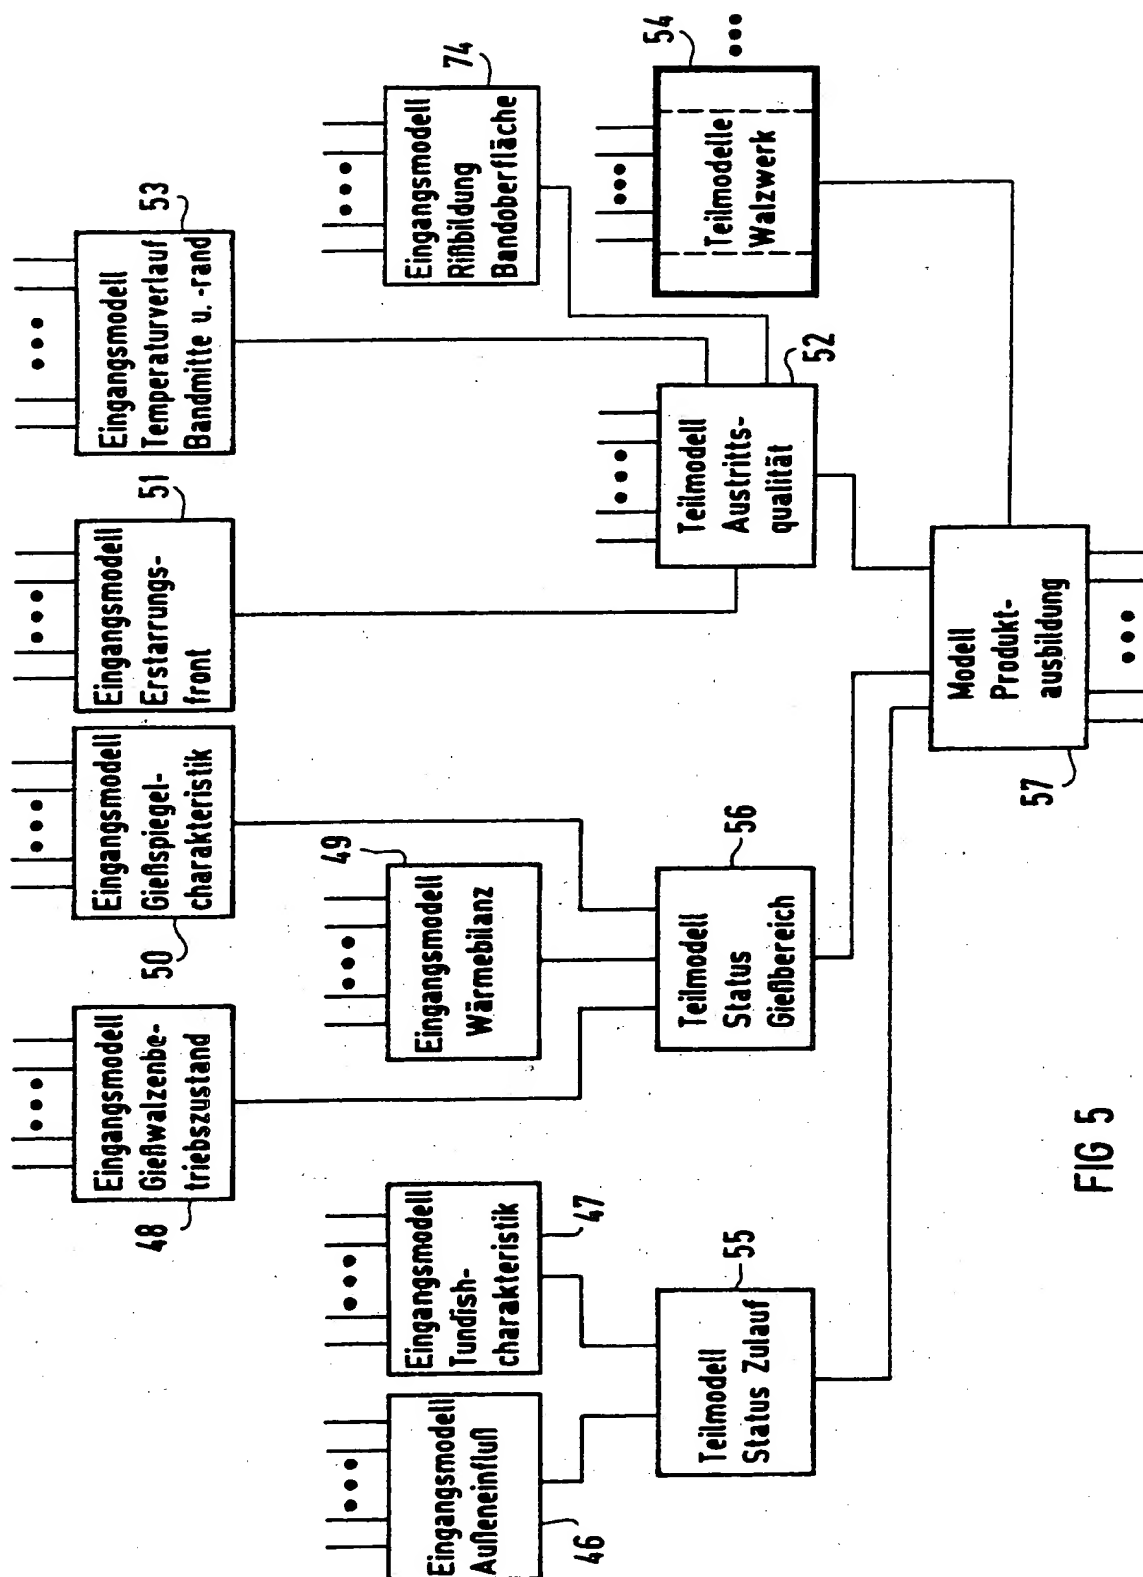 Eingangsmodell
Außeneinfluß
46
Eingangsmodell
Tundish-
charakteristik
47
Eingangsmodell
Gießwalzenbe-
triebszustand
48
Eingangsmodell
Wärmebilanz
49
Eingangsmodell
Gießspiegel-
charakteristik
50
Eingangsmodell
Erstarrungs-
front
51
Eingangsmodell
Temperaturverlauf
Bandmitte u. -rand
53
Eingangsmodell
Rißbildung
Bandoberfläche
74
Teilmodell
Status Zulauf
55
Teilmodell
Status
Gießbereich
56
Teilmodell
Austritts-
qualität
52
Teilmodelle
Walzwerk
54
Modell
Produkt-
ausbildung
57
FIG 5